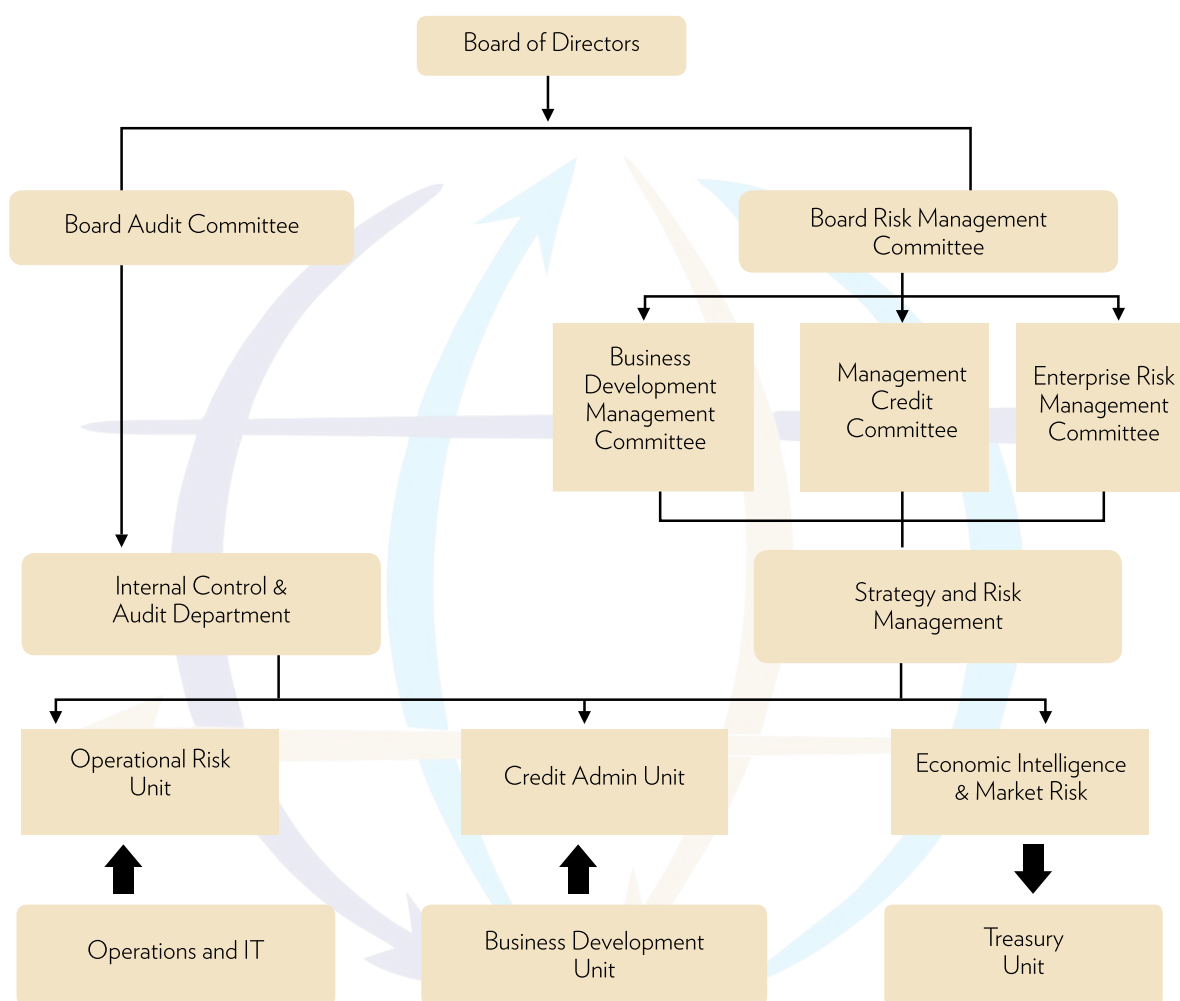 Board of Directors
Board Audit Committee
Board Risk Management
Committee
Business
Development
Management
Committee
Management
Credit
Committee
Enterprise Risk
Management
Committee
Internal Control &
Audit Department
Strategy and Risk
Management
Operational Risk
Unit
Credit Admin Unit
Economic Intelligence
& Market Risk
Operations and IT
Business Development
Unit
Treasury
Unit